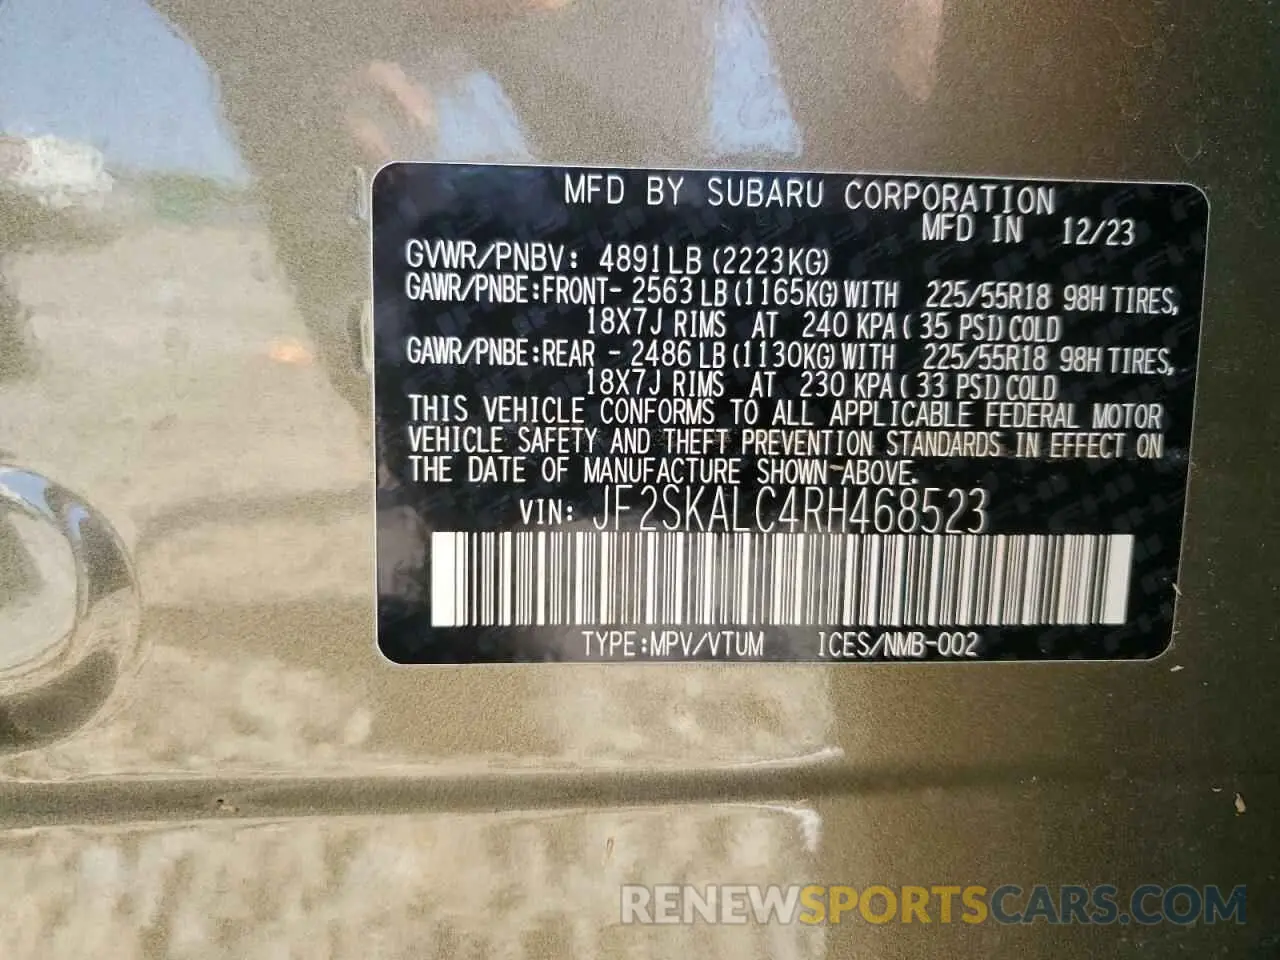 MFD BY SUBARU CORPORATION
MFD IN 12/23
GVWR/PNBV: 4891LB (2223KG)
GAWR/PNBE:FRONT- 2563 LB (1165KG) WITH 225/55R18 98H TIRES,
18X7J RIMS AT 240 KPA ( 35 PSI) COLD
GAWR/PNBE:REAR - 2486 LB (1130KG) WITH 225/55R18 98H TIRES,
18X7J RIMS AT 230 KPA ( 33 PSI) COLD
THIS VEHICLE CONFORMS TO ALL APPLICABLE FEDERAL MOTOR
VEHICLE SAFETY AND THEFT PREVENTION STANDARDS IN EFFECT ON
THE DATE OF MANUFACTURE SHOWN ABOVE.
VIN: JF2SKALC4RH468523
TYPE:MPV/VTUM ICES/NMB-002
RENEWSPORTSCARS.COM